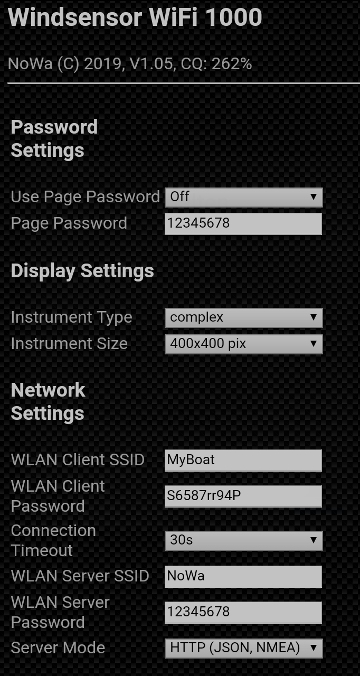 Windsensor WiFi 1000
NoWa (C) 2019, V1.05, CQ: 262%
Password
Settings
Use Page Password Off
Page Password 12345678
Display Settings
Instrument Type complex
Instrument Size 400x400 pix
Network
Settings
WLAN Client SSID MyBoat
WLAN Client
Password S6587rr94P
Connection
Timeout 30s
WLAN Server SSID NoWa
WLAN Server
Password 12345678
Server Mode HTTP (JSON, NMEA)